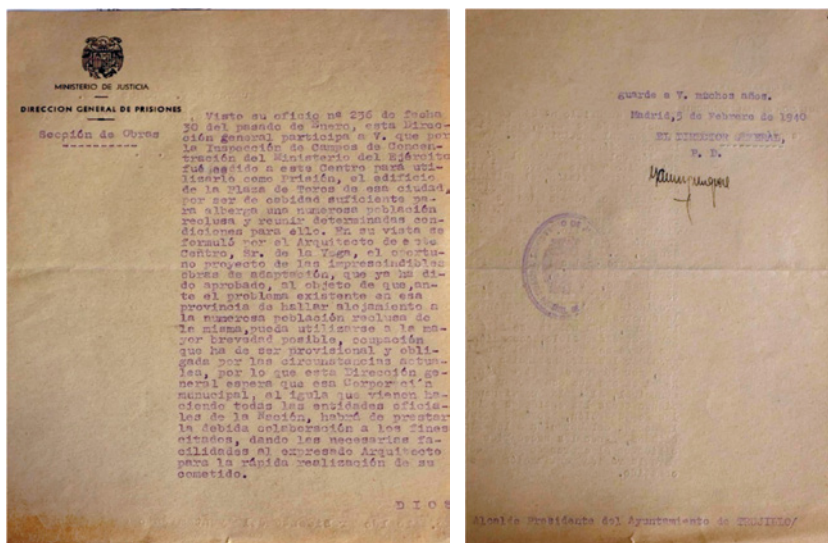 MINISTERIO DE JUSTICIA
DIRECCION GENERAL DE PRISIONES
Sección de Obras
Visto su oficio nº 236 de fecha
30 del pasado de Enero, esta Direc-
ción general participa a V. que por
la Inspección de Campos de Concen-
tración del Ministerio del Ejército
fué cedido a este Centro para uti-
lizarlo como Prisión, el edificio
de la Plaza de Toros de esa ciudad,
por ser de cabidad suficiente pa-
ra alberga una numerosa población
reclusa y reunir determinadas con-
diciones para ello. En su vista se
formuló por el Arquitecto de este
Centro, Sr. de la Vega, el oportu-
no proyecto de las imprescindibles
obras de adaptación, que ya ha di-
do aprobado, al objeto de que,an-
te el problema existente en esa
provincia de hallar alojamiento a
la numerosa población reclusa de
la misma,pueda utilizarse a la ma-
yor brevedad posible, ocupación
que ha de ser provisional y obli-
gada por las circunstancias actua-
les, por lo que esta Dirección ge-
neral espera que esa Corporación
municipal, al igula que vienen ha-
ciendo todas las entidades oficia-
les de la Nación, habrá de prestar
la debida colaboración a los fines
citados, dando las necesarias fa-
cilidades al expresado Arquitecto
para la rápida realización de su
cometido.
DIOS
guarde a V. muchos años.
Madrid,5 de Febrero de 1940
EL DIRECTOR GENERAL,
P. D.
Alcalde Presidente del Ayuntamiento de TRUJILLO/